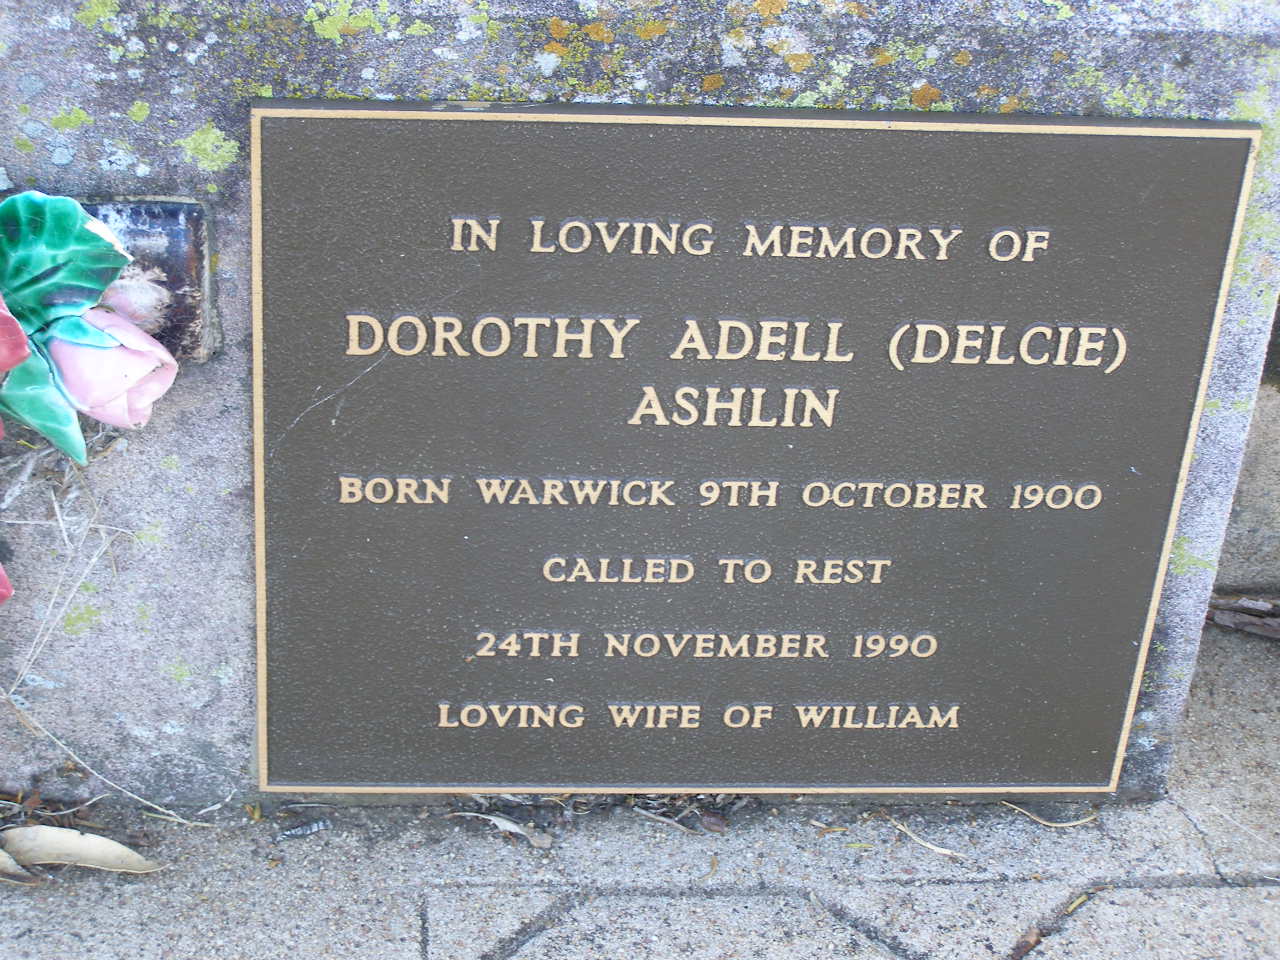 IN LOVING MEMORY OF
DOROTHY ADELL (DELCIE)
ASHLIN
BORN WARWICK 9TH OCTOBER 1900
CALLED TO REST
24TH NOVEMBER 1990
LOVING WIFE OF WILLIAM